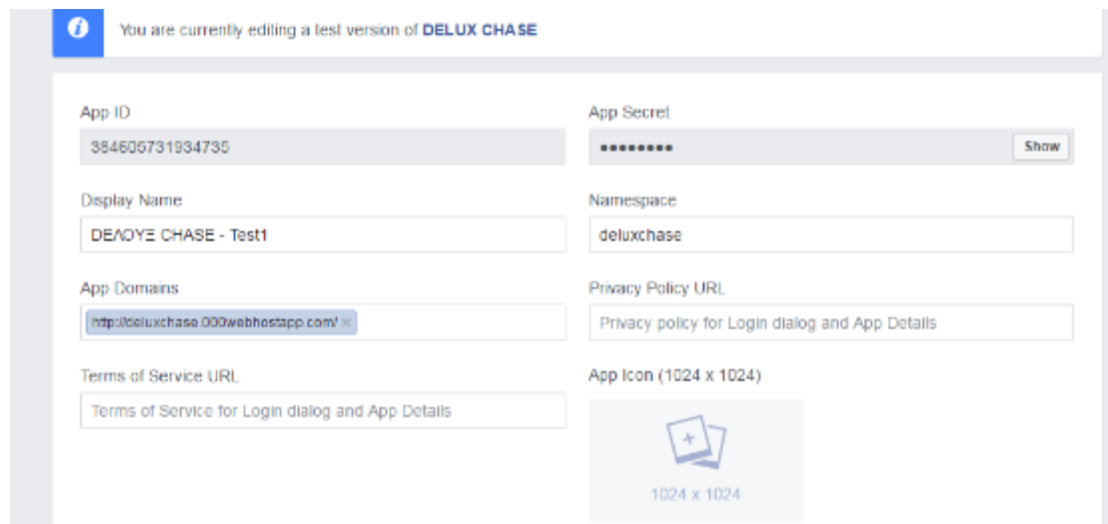 You are currently editing a test version of DELUX CHASE
App ID
App Secret
384605731934735
••••••••
Show
Display Name
Namespace
DEΛOYΞ CHASE - Test1
deluxchase
App Domains
Privacy Policy URL
http://deluxchase.000webhostapp.com/ ×
Privacy policy for Login dialog and App Details
Terms of Service URL
App Icon (1024 x 1024)
Terms of Service for Login dialog and App Details
1024 x 1024